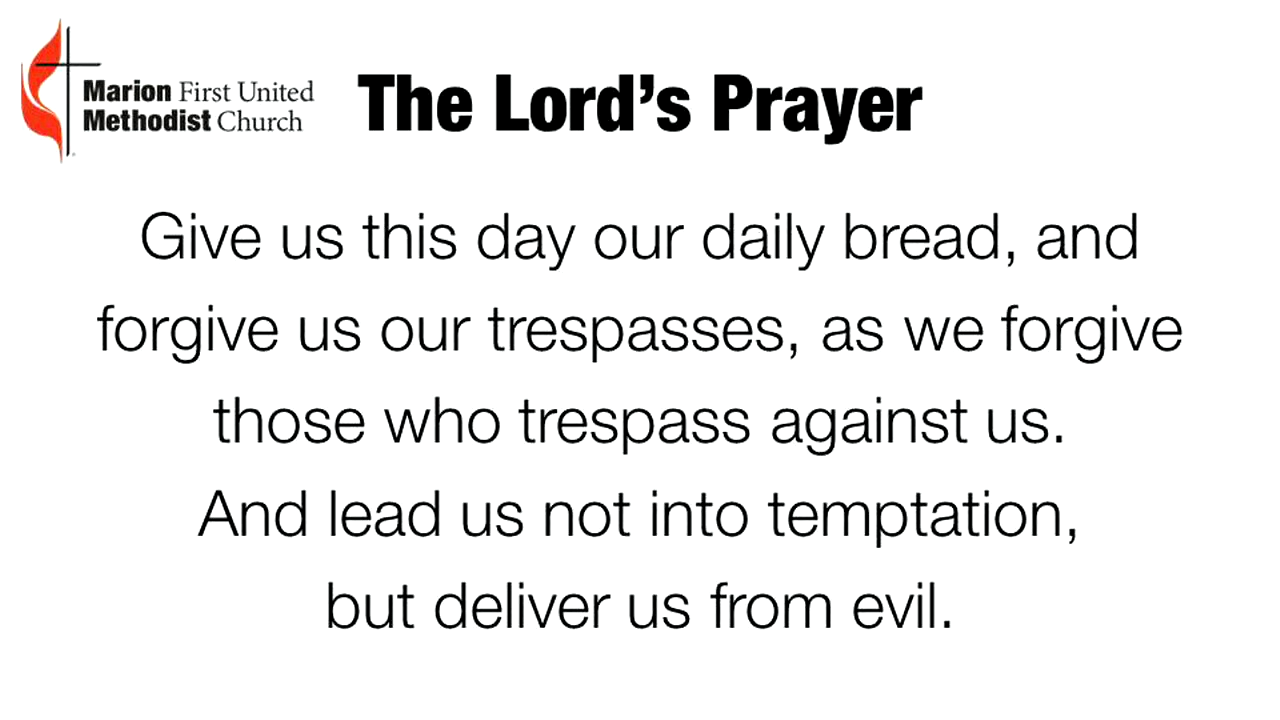 Marion First United
Methodist Church
The Lord's Prayer
Give us this day our daily bread, and
forgive us our trespasses, as we forgive
those who trespass against us.
And lead us not into temptation,
but deliver us from evil.